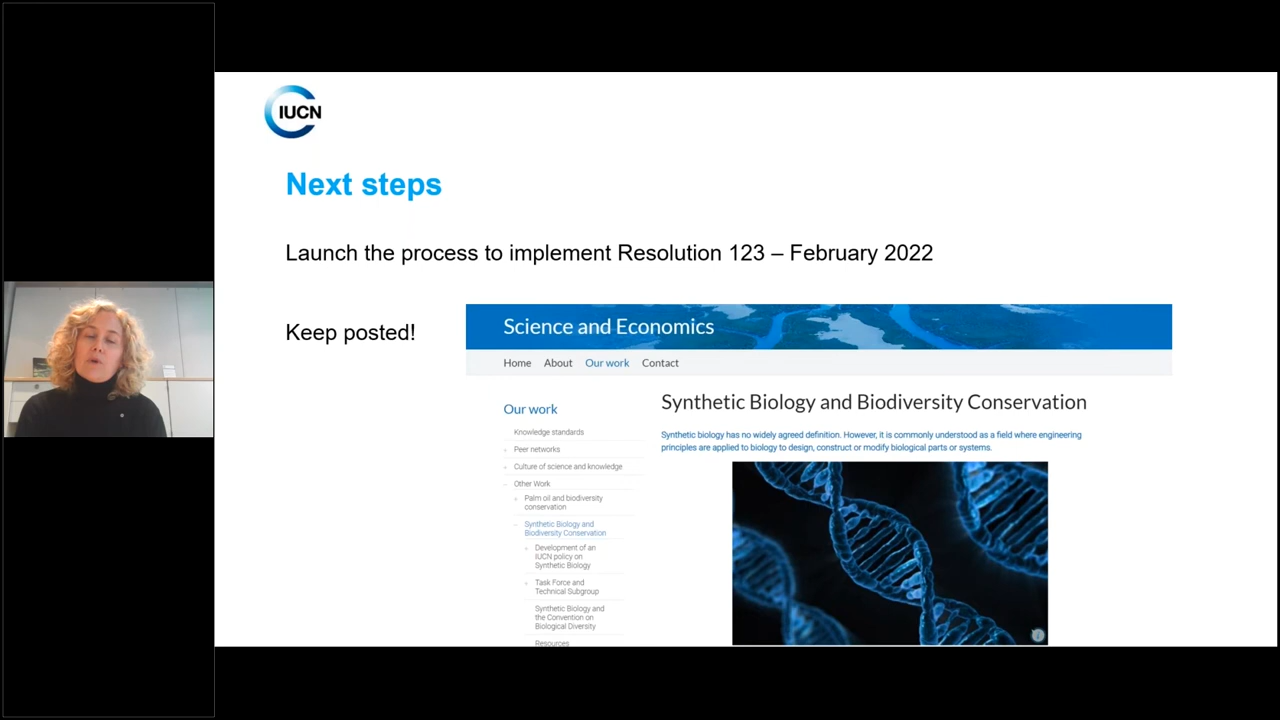 IUCN
Next steps
Launch the process to implement Resolution 123 – February 2022
Keep posted!
Science and Economics
Home About Our work Contact
Our work
Knowledge standards
Peer networks
Culture of science and knowledge
Other Work
Palm oil and biodiversity
conservation
Synthetic Biology and
Biodiversity Conservation
Development of an
IUCN policy on
Synthetic Biology
Task Force and
Technical Subgroup
Synthetic Biology and
the Convention on
Biological Diversity
Resources
Synthetic Biology and Biodiversity Conservation
Synthetic biology has no widely agreed definition. However, it is commonly understood as a field where engineering
principles are applied to biology to design, construct or modify biological parts or systems.